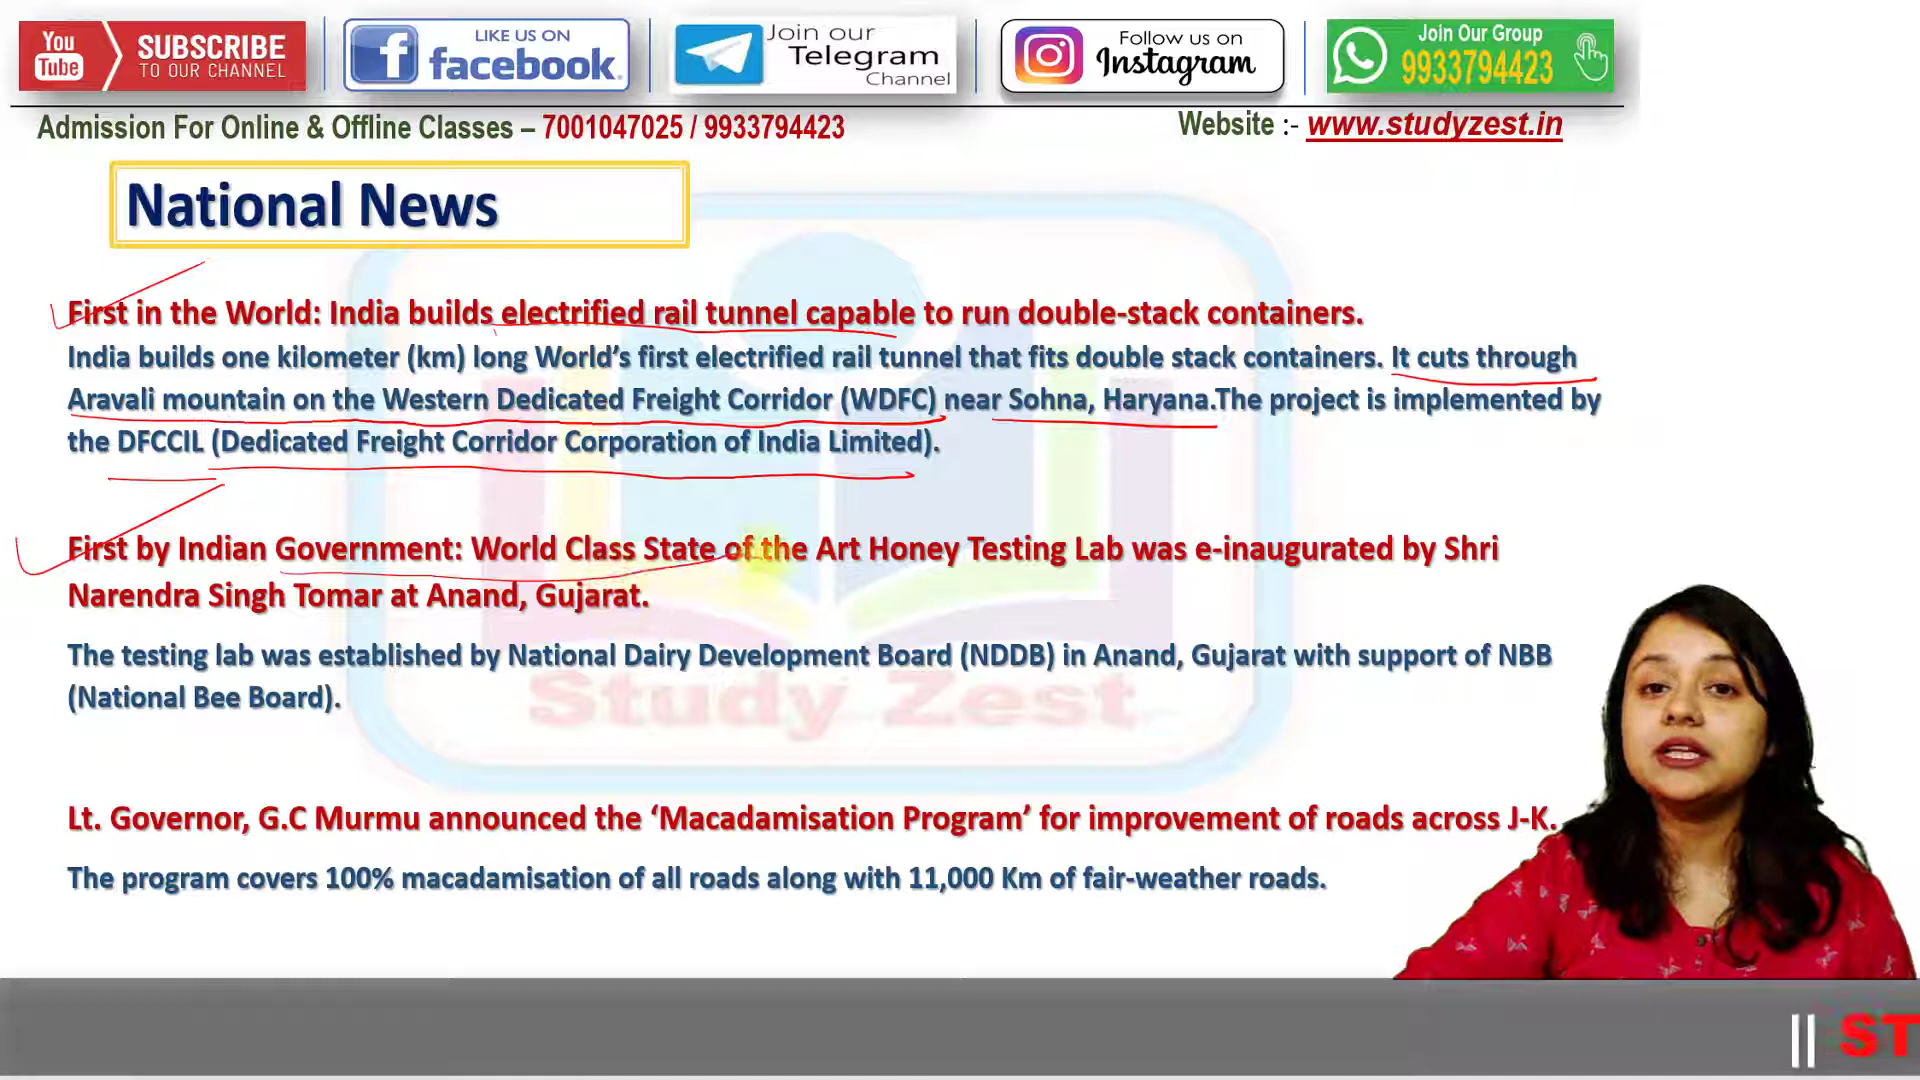 You Tube SUBSCRIBE TO OUR CHANNEL
LIKE US ON facebook.
Join our Telegram Channel
Follow us on Instagram
Join Our Group 9933794423
Admission For Online & Offline Classes – 7001047025 / 9933794423
Website :- www.studyzest.in
National News
First in the World: India builds electrified rail tunnel capable to run double-stack containers.
India builds one kilometer (km) long World’s first electrified rail tunnel that fits double stack containers. It cuts through
Aravali mountain on the Western Dedicated Freight Corridor (WDFC) near Sohna, Haryana.The project is implemented by
the DFCCIL (Dedicated Freight Corridor Corporation of India Limited).
First by Indian Government: World Class State of the Art Honey Testing Lab was e-inaugurated by Shri
Narendra Singh Tomar at Anand, Gujarat.
The testing lab was established by National Dairy Development Board (NDDB) in Anand, Gujarat with support of NBB
(National Bee Board).
Study Zest
Lt. Governor, G.C Murmu announced the ‘Macadamisation Program’ for improvement of roads across J-K.
The program covers 100% macadamisation of all roads along with 11,000 Km of fair-weather roads.
|| ST